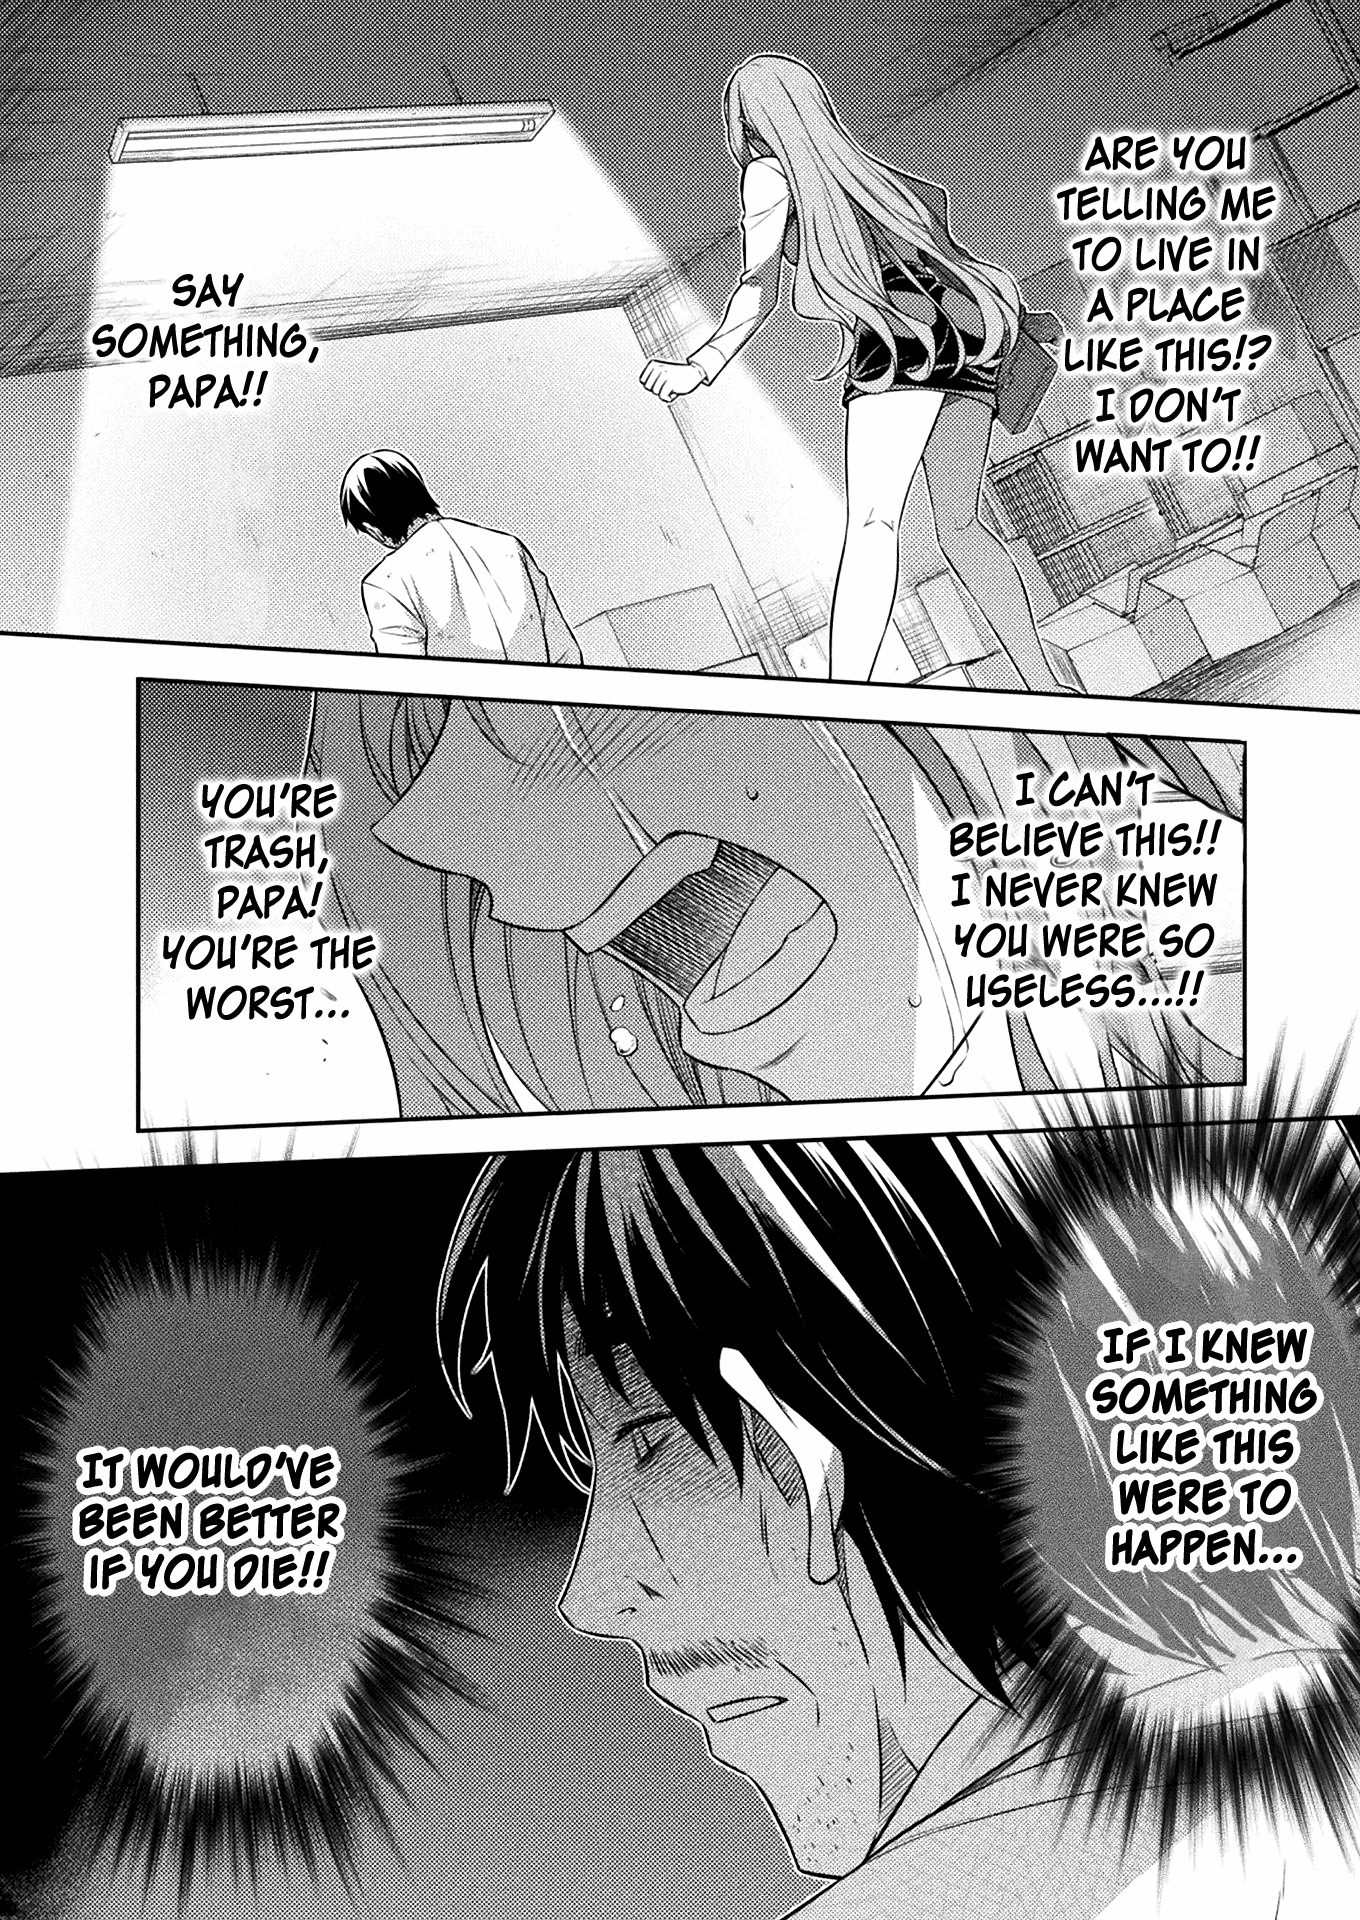 ARE YOU
TELLING ME
TO LIVE IN
A PLACE
LIKE THIS!?
I DON'T
WANT TO!!
SAY
SOMETHING,
PAPA!!
I CAN'T
BELIEVE THIS!!
I NEVER KNEW
YOU WERE SO
USELESS...!!
YOU'RE
TRASH,
PAPA!
YOU'RE THE
WORST...
IF I KNEW
SOMETHING
LIKE THIS
WERE TO
HAPPEN...
IT WOULD'VE
BEEN BETTER
IF YOU DIE!!